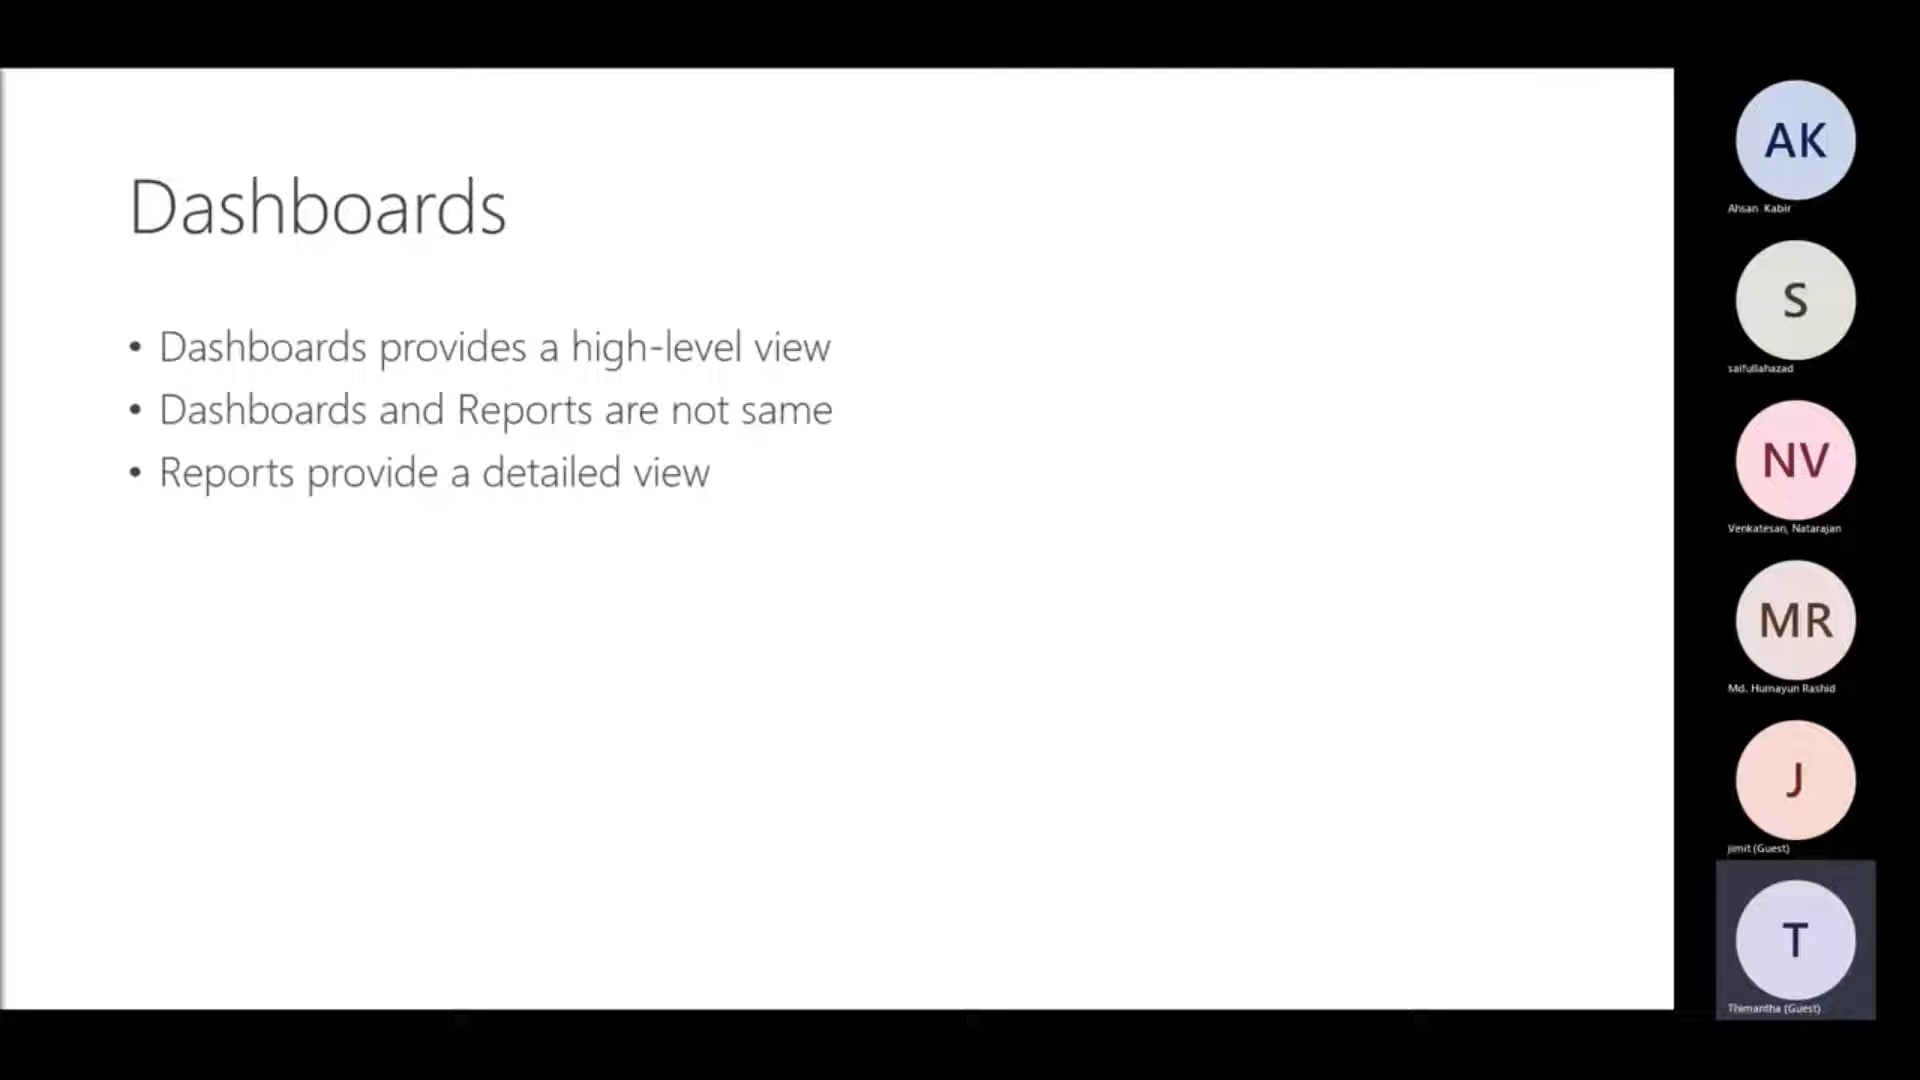 Dashboards
• Dashboards provides a high-level view
• Dashboards and Reports are not same
• Reports provide a detailed view
AK
Ahsan Kabir
S
saifullahazad
NV
Venkatesan, Natarajan
MR
Md. Humayun Rashid
J
jimit (Guest)
T
Thimantha (Guest)